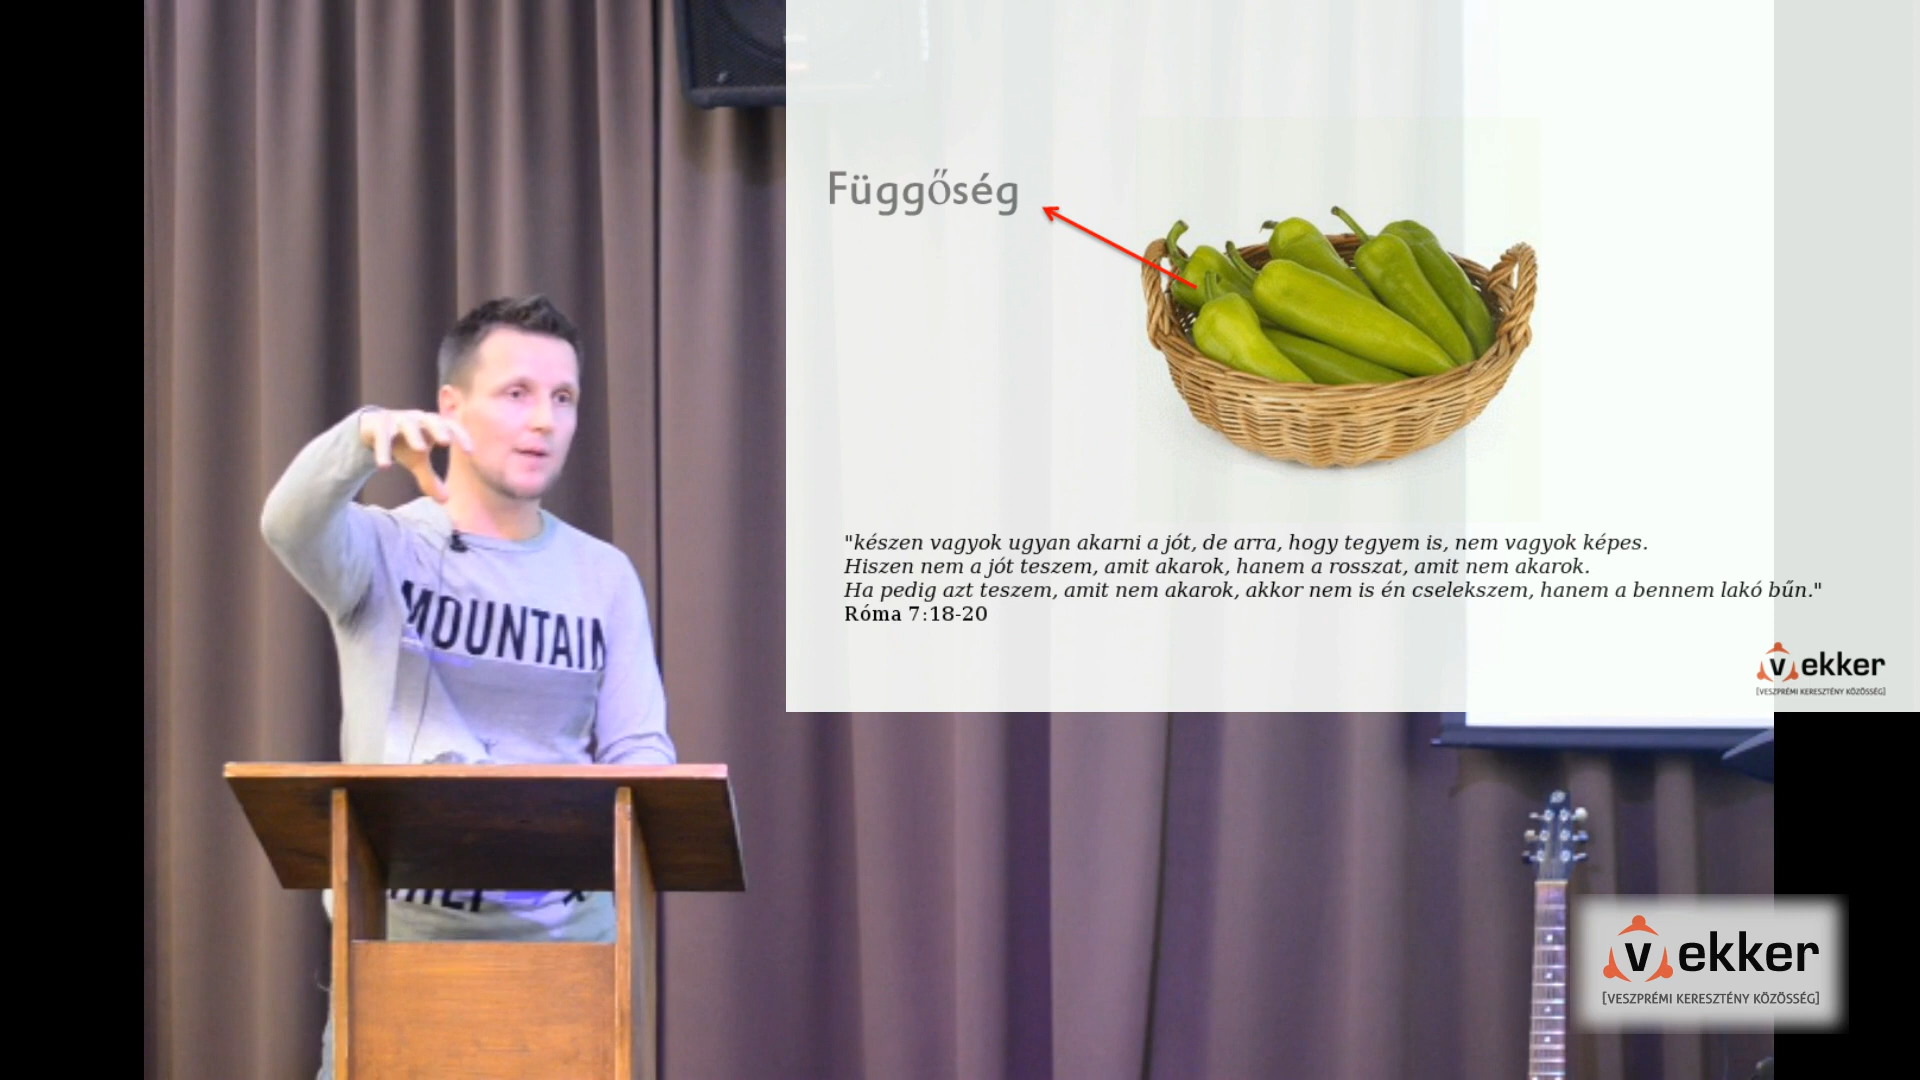 Függőség
"készen vagyok ugyan akarni a jót, de arra, hogy tegyem is, nem vagyok képes.
Hiszen nem a jót teszem, amit akarok, hanem a rosszat, amit nem akarok.
Ha pedig azt teszem, amit nem akarok, akkor nem is én cselekszem, hanem a bennem lakó bűn."
Róma 7:18-20
vekker
[VESZPRÉMI KERESZTÉNY KÖZÖSSÉG]
MOUNTAIN
vekker
[VESZPRÉMI KERESZTÉNY KÖZÖSSÉG]